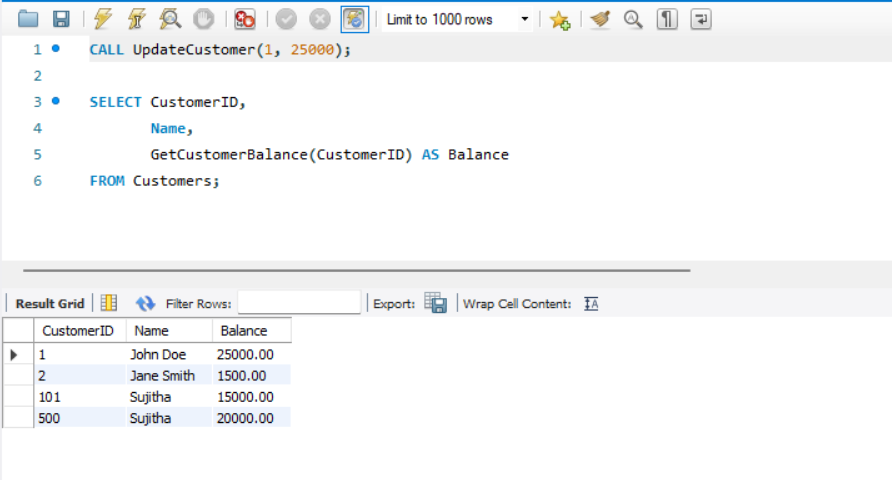 Limit to 1000 rows
1 CALL UpdateCustomer(1, 25000);
2
3 SELECT CustomerID,
4 Name,
5 GetCustomerBalance(CustomerID) AS Balance
6 FROM Customers;
Result Grid Filter Rows: Export: Wrap Cell Content: IA
CustomerID Name Balance
1 John Doe 25000.00
2 Jane Smith 1500.00
101 Sujitha 15000.00
500 Sujitha 20000.00